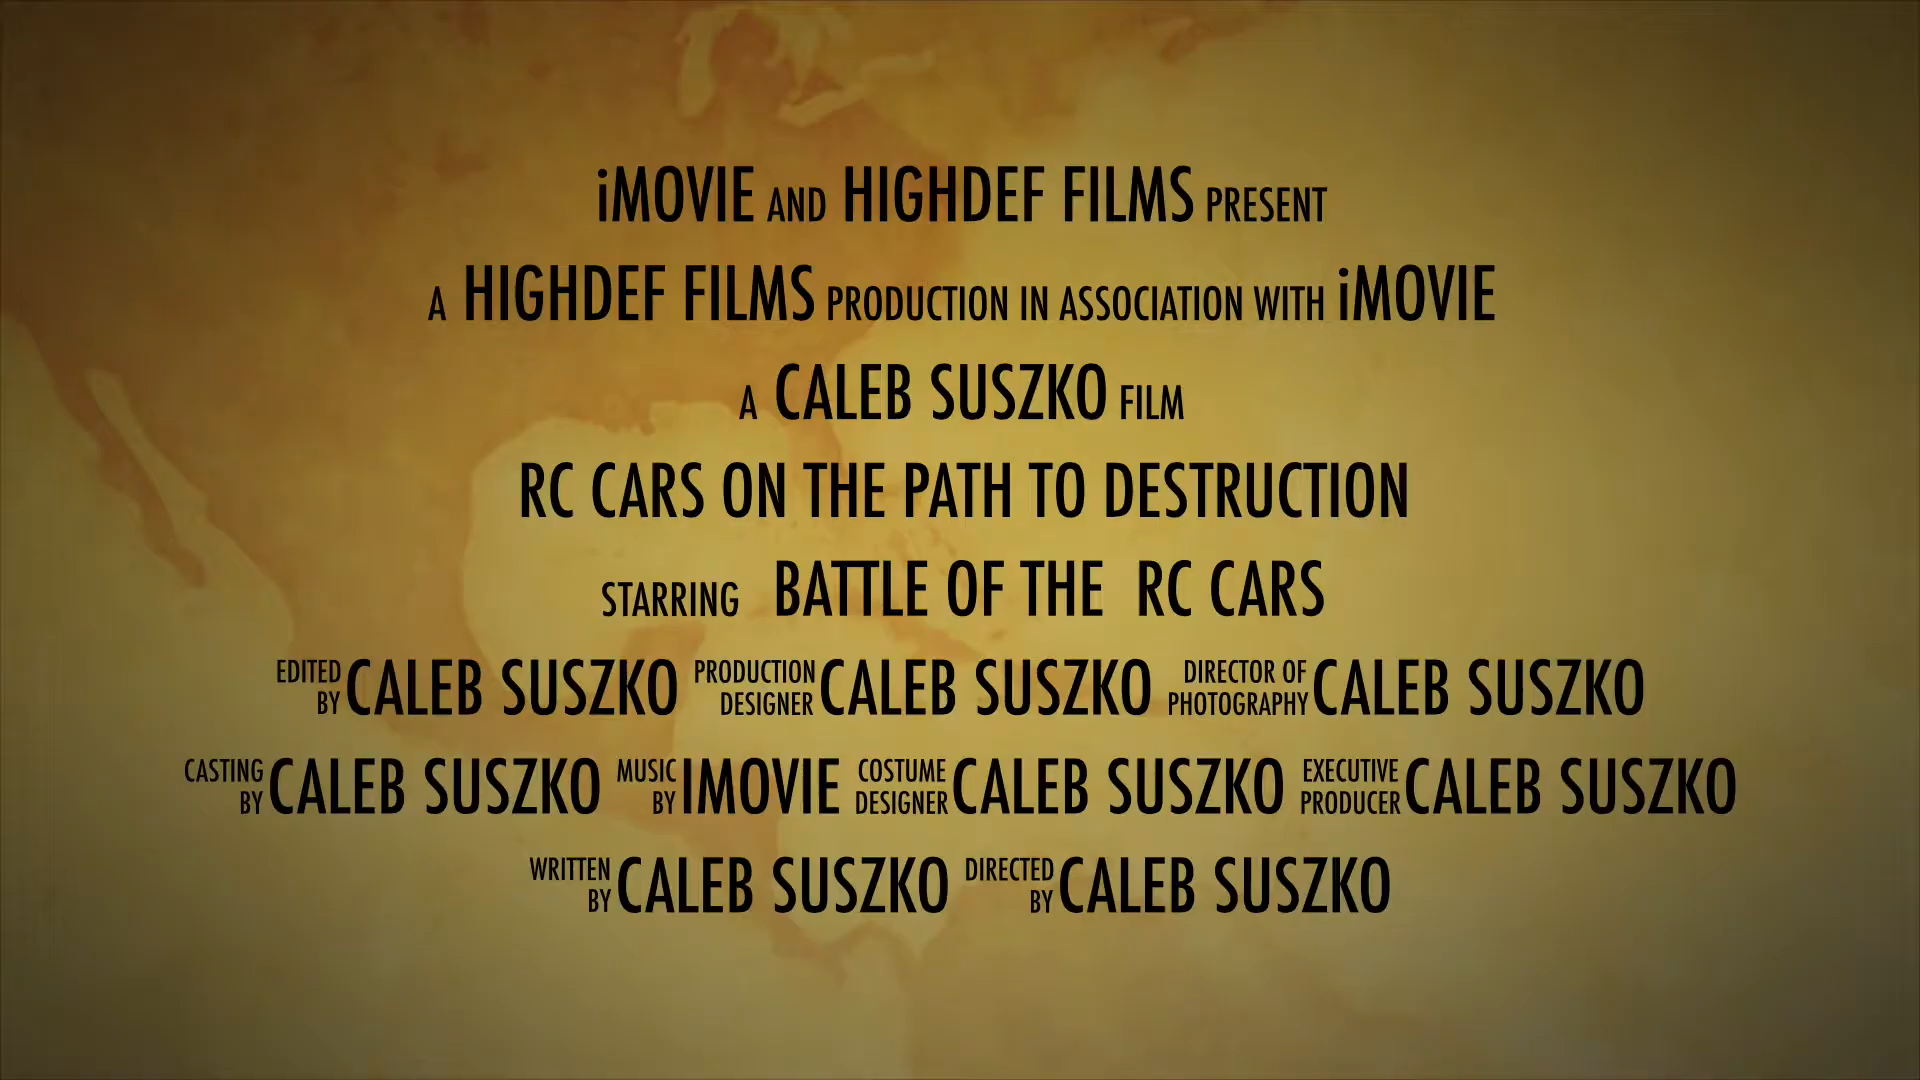 iMOVIE AND HIGHDEF FILMS PRESENT
A HIGHDEF FILMS PRODUCTION IN ASSOCIATION WITH iMOVIE
A CALEB SUSZKO FILM
RC CARS ON THE PATH TO DESTRUCTION
STARRING BATTLE OF THE RC CARS
EDITED BY CALEB SUSZKO PRODUCTION DESIGNER CALEB SUSZKO DIRECTOR OF PHOTOGRAPHY CALEB SUSZKO
CASTING BY CALEB SUSZKO MUSIC BY IMOVIE COSTUME DESIGNER CALEB SUSZKO EXECUTIVE PRODUCER CALEB SUSZKO
WRITTEN BY CALEB SUSZKO DIRECTED BY CALEB SUSZKO